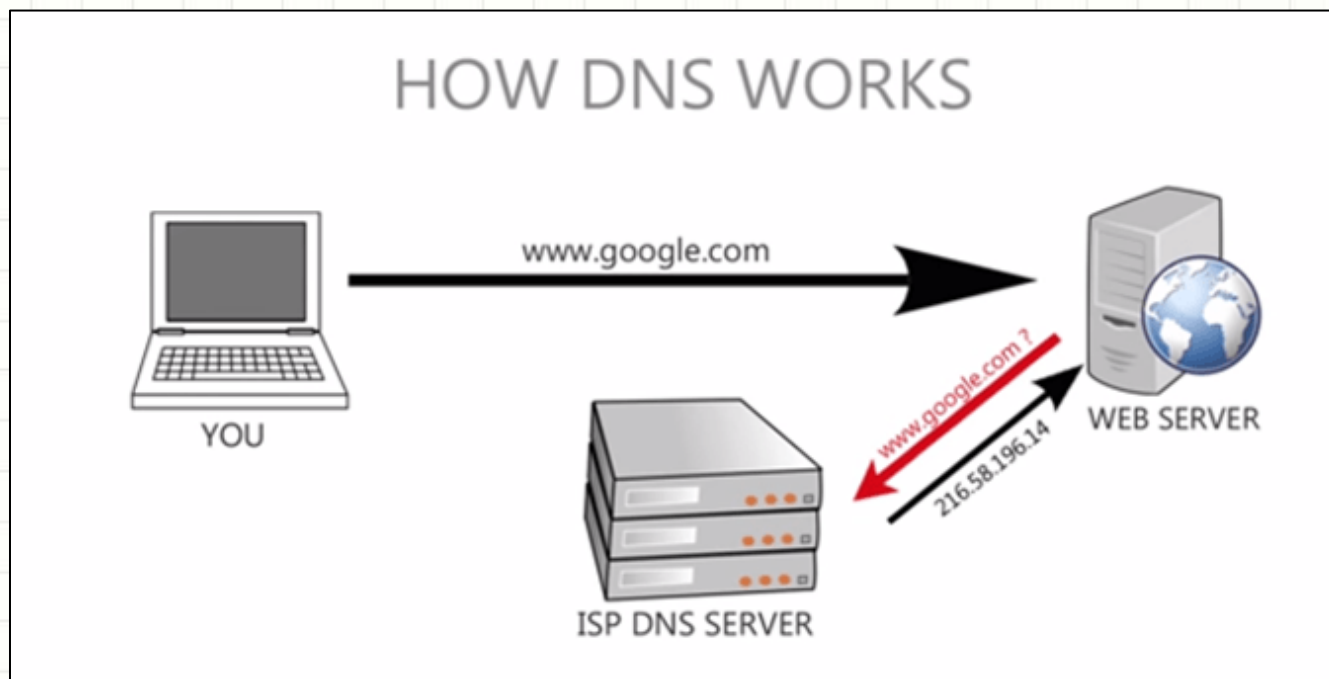 HOW DNS WORKS
www.google.com
www.google.com ?
216.58.196.14
YOU
WEB SERVER
ISP DNS SERVER